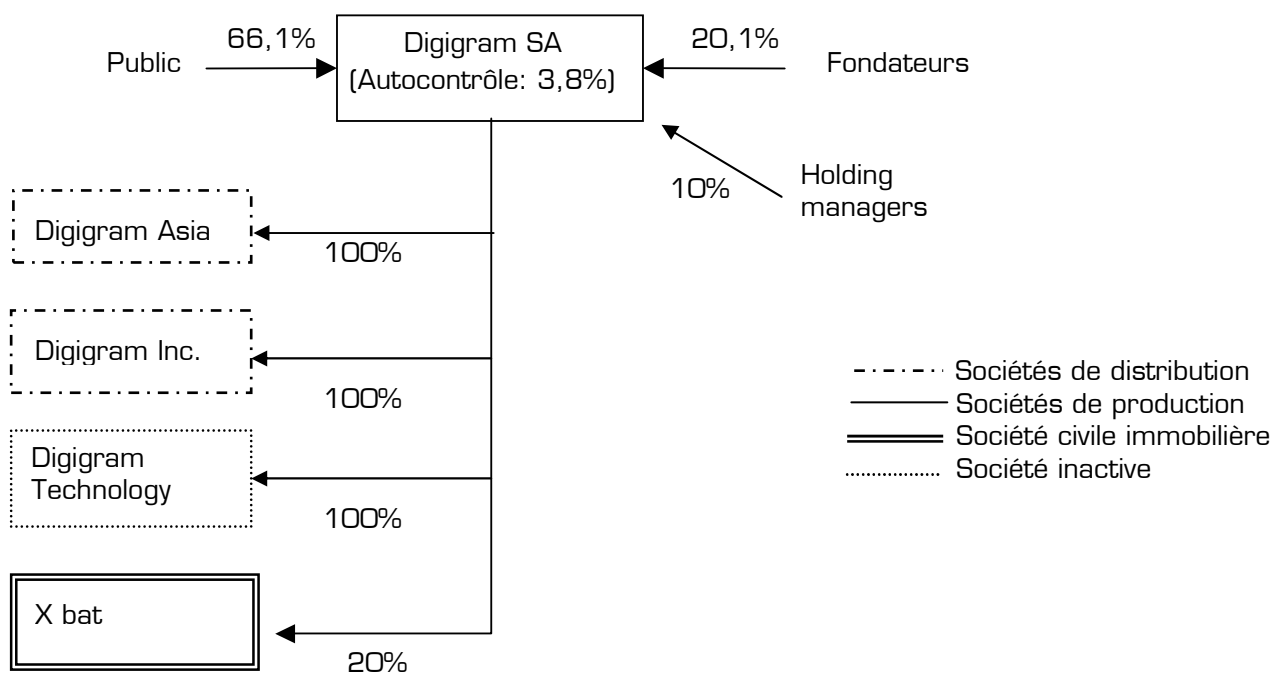 66,1%
Digigram SA
20,1%
Public
(Autocontrôle: 3,8%)
Fondateurs
10%
Holding
managers
Digigram Asia
100%
Digigram Inc.
100%
Digigram
Technology
100%
X bat
20%
Sociétés de distribution
Sociétés de production
Société civile immobilière
Société inactive